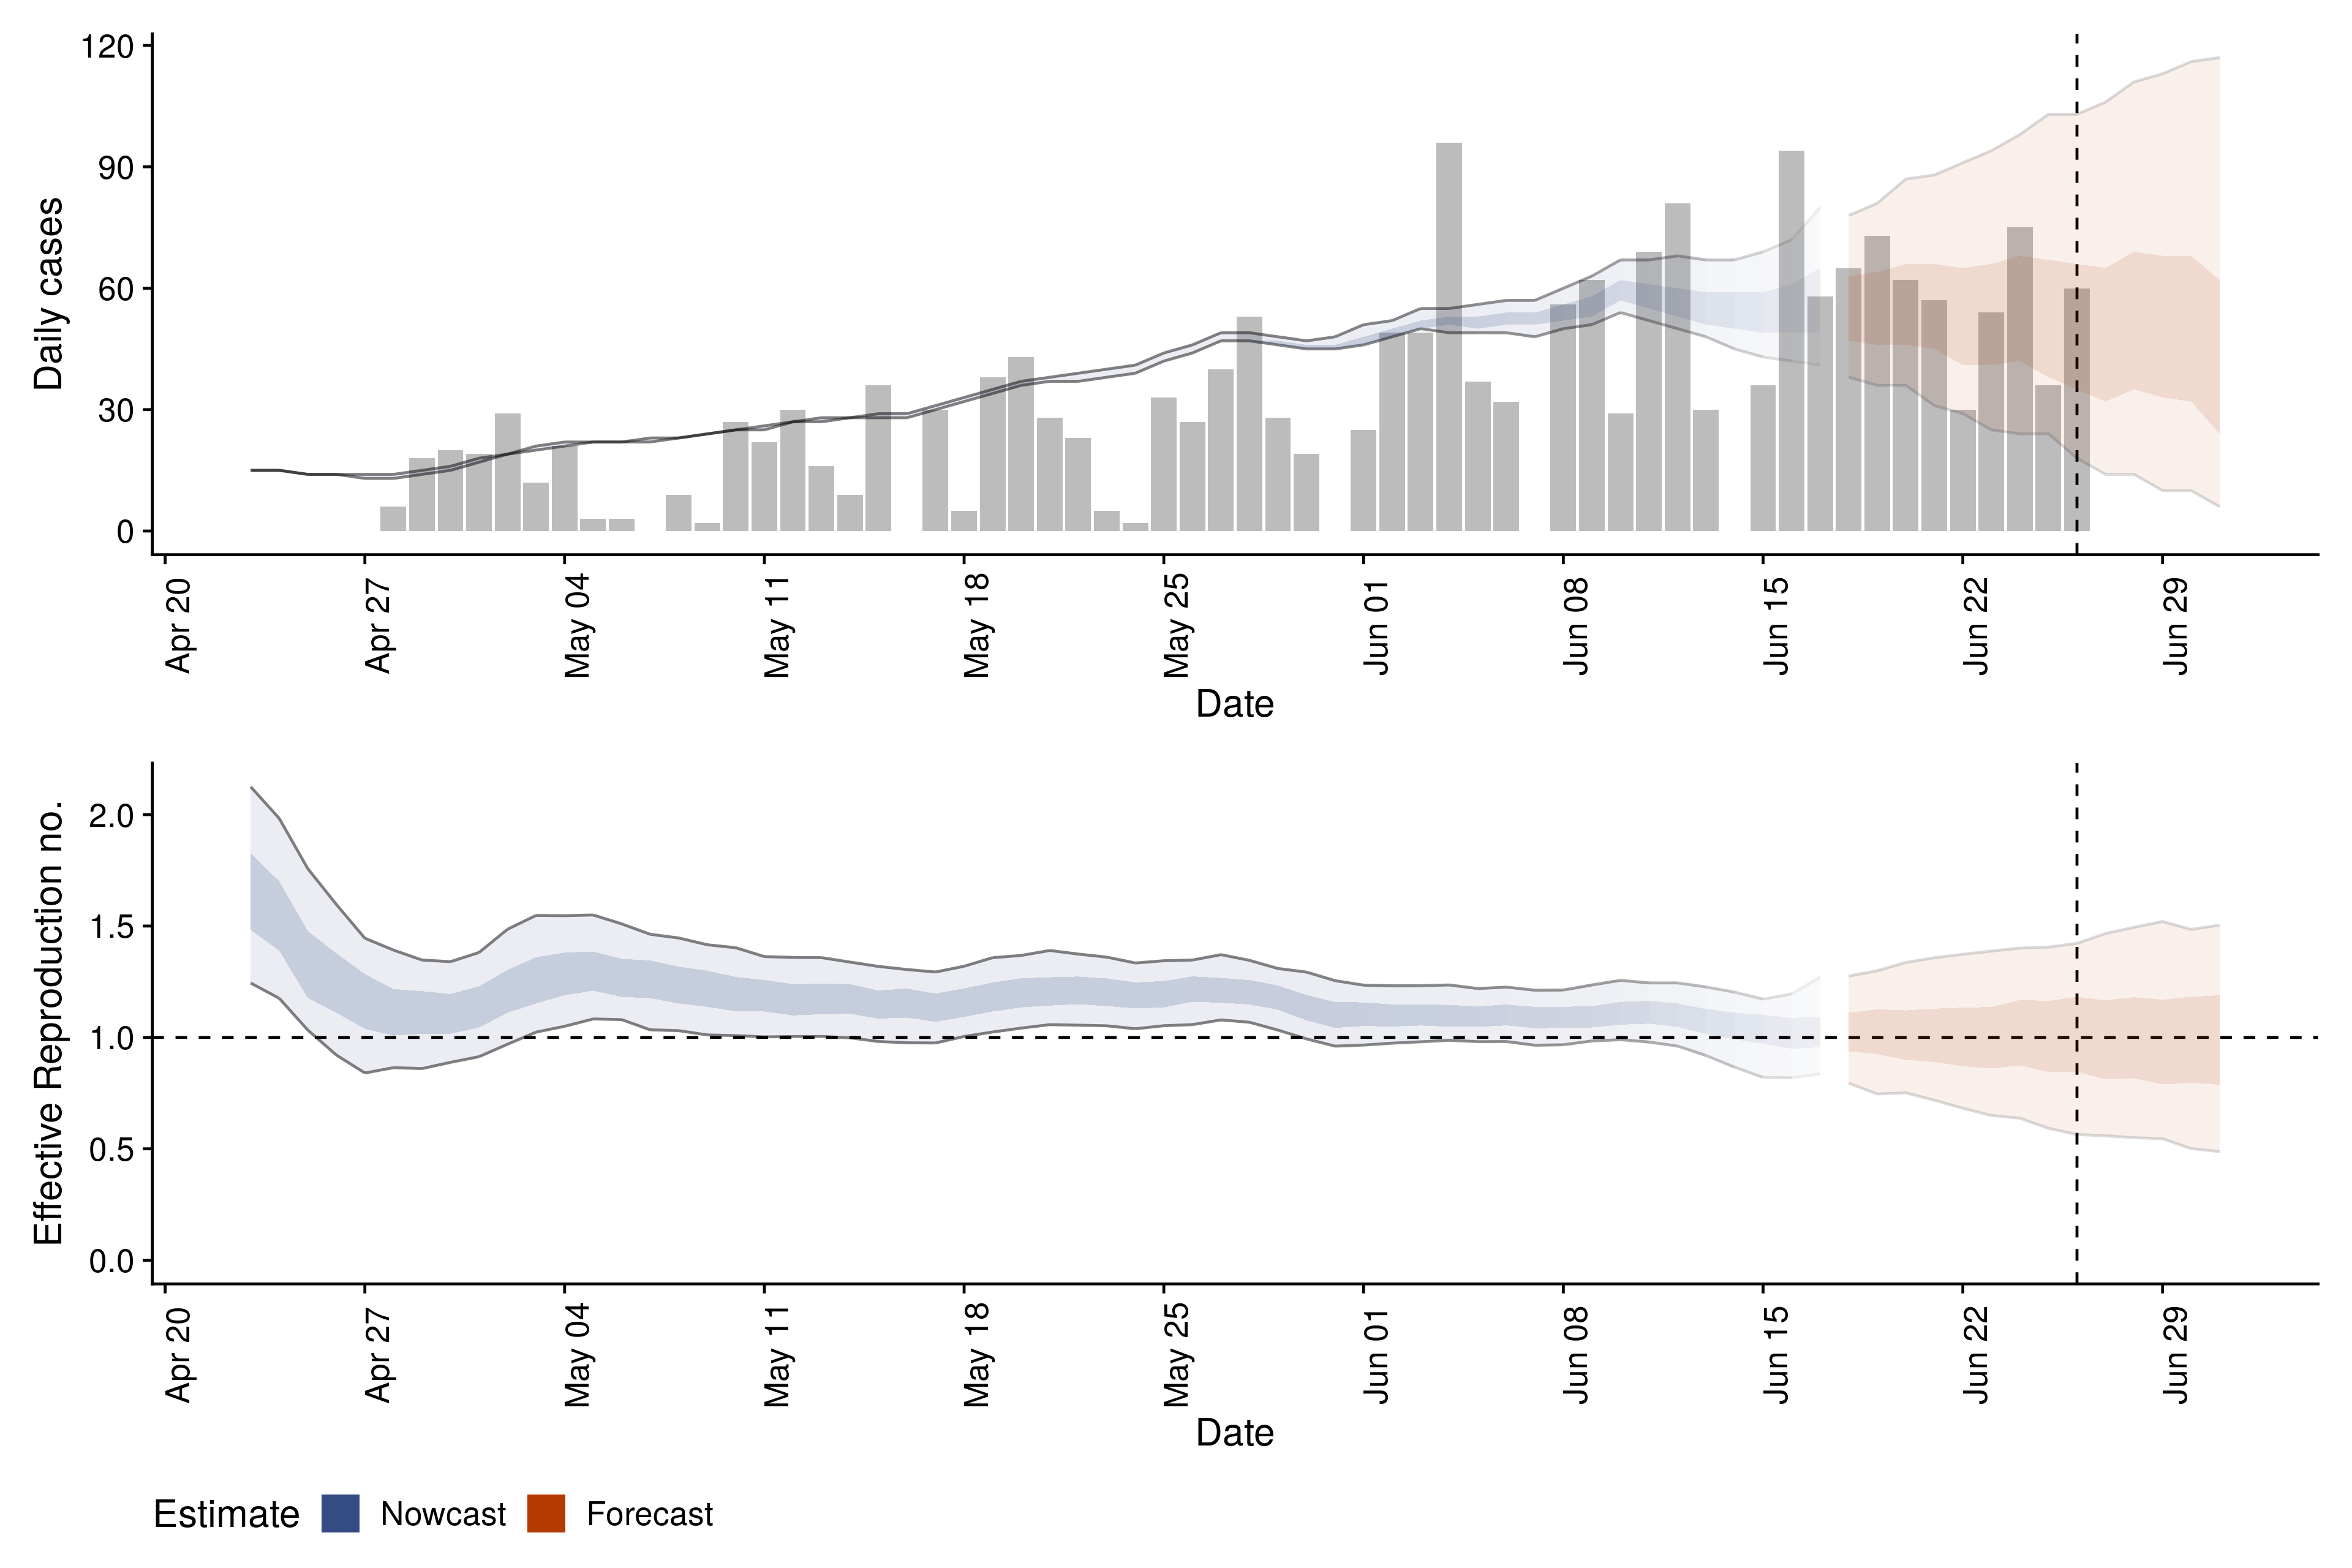 120
90
60
30
0
Daily cases
Apr 20
Apr 27
May 04
May 11
May 18
May 25
Jun 01
Jun 08
Jun 15
Jun 22
Jun 29
Date
2.0
1.5
1.0
0.5
0.0
Effective Reproduction no.
Apr 20
Apr 27
May 04
May 11
May 18
May 25
Jun 01
Jun 08
Jun 15
Jun 22
Jun 29
Date
Estimate Nowcast Forecast